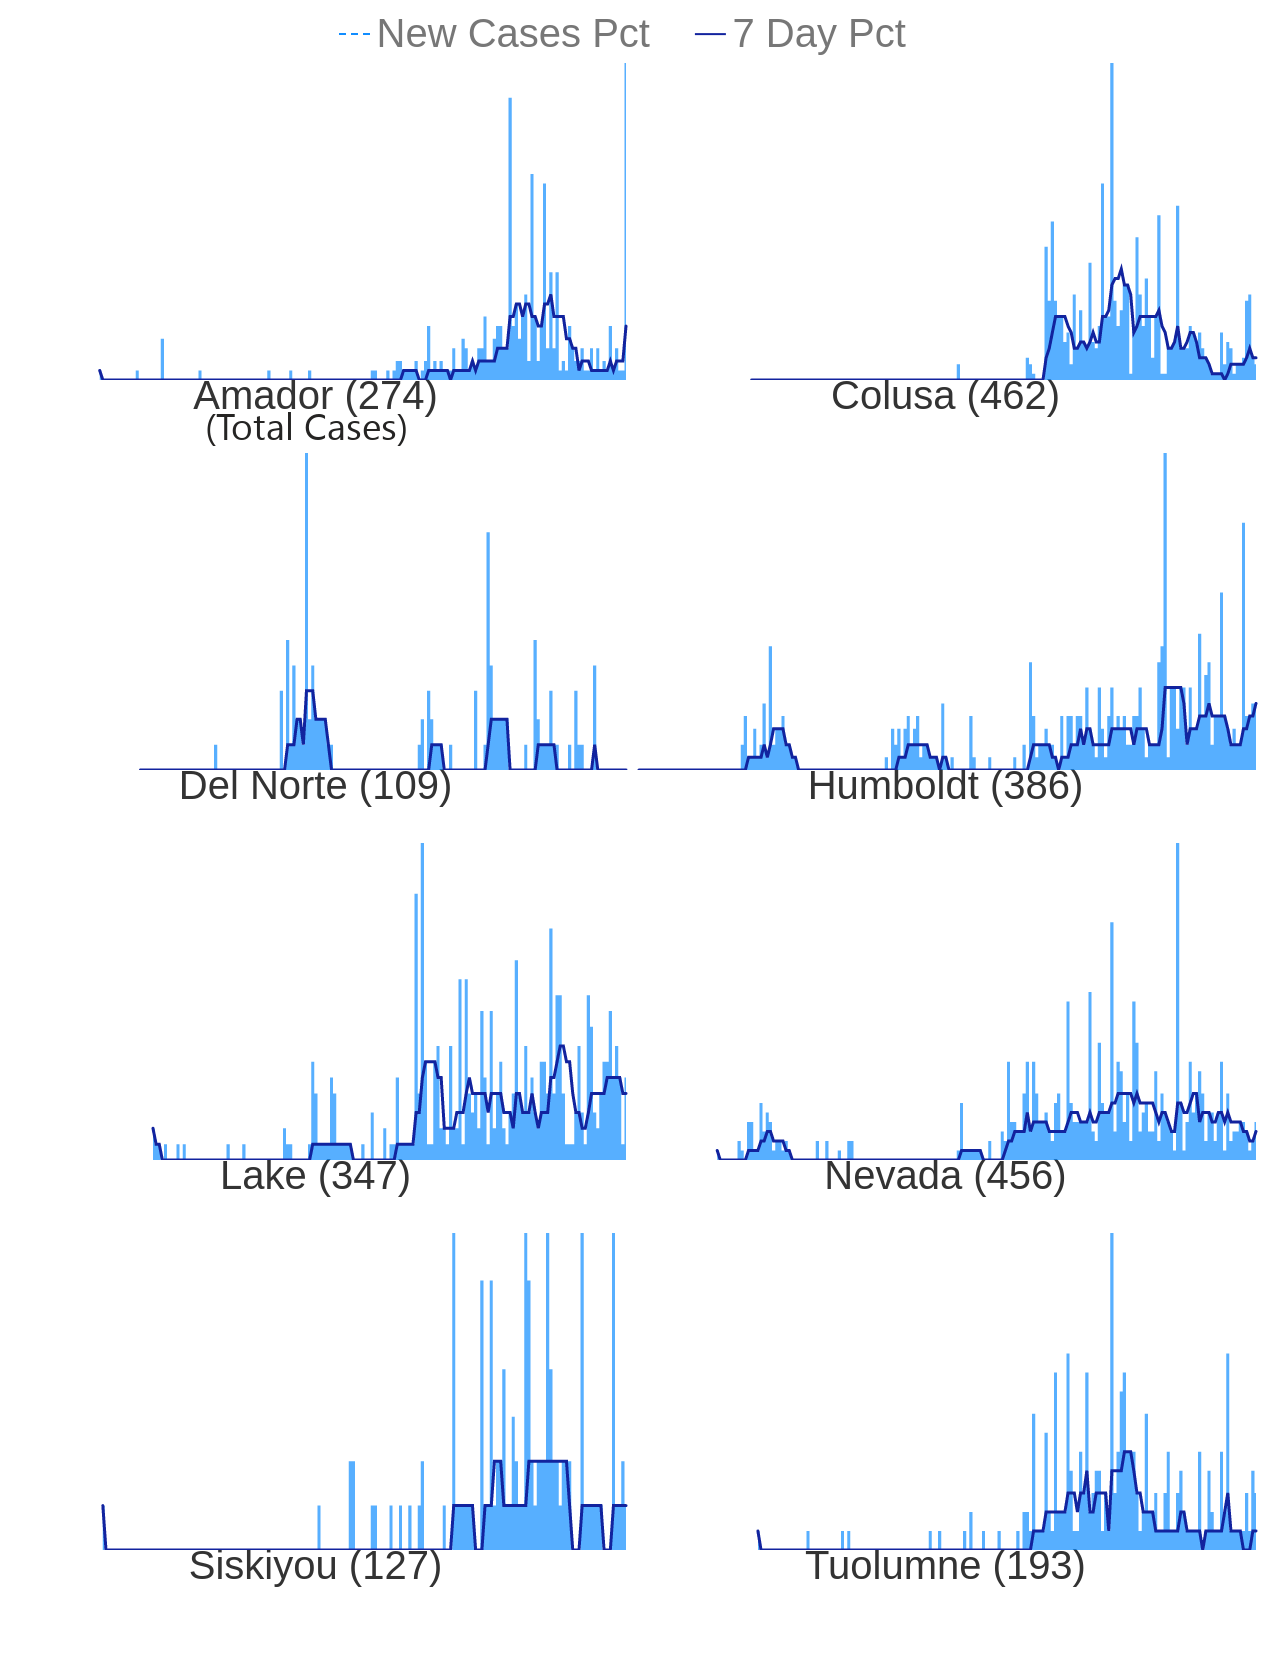 New Cases Pct 7 Day Pct
Amador (274) Colusa (462)
(Total Cases)
Del Norte (109) Humboldt (386)
Lake (347) Nevada (456)
Siskiyou (127) Tuolumne (193)